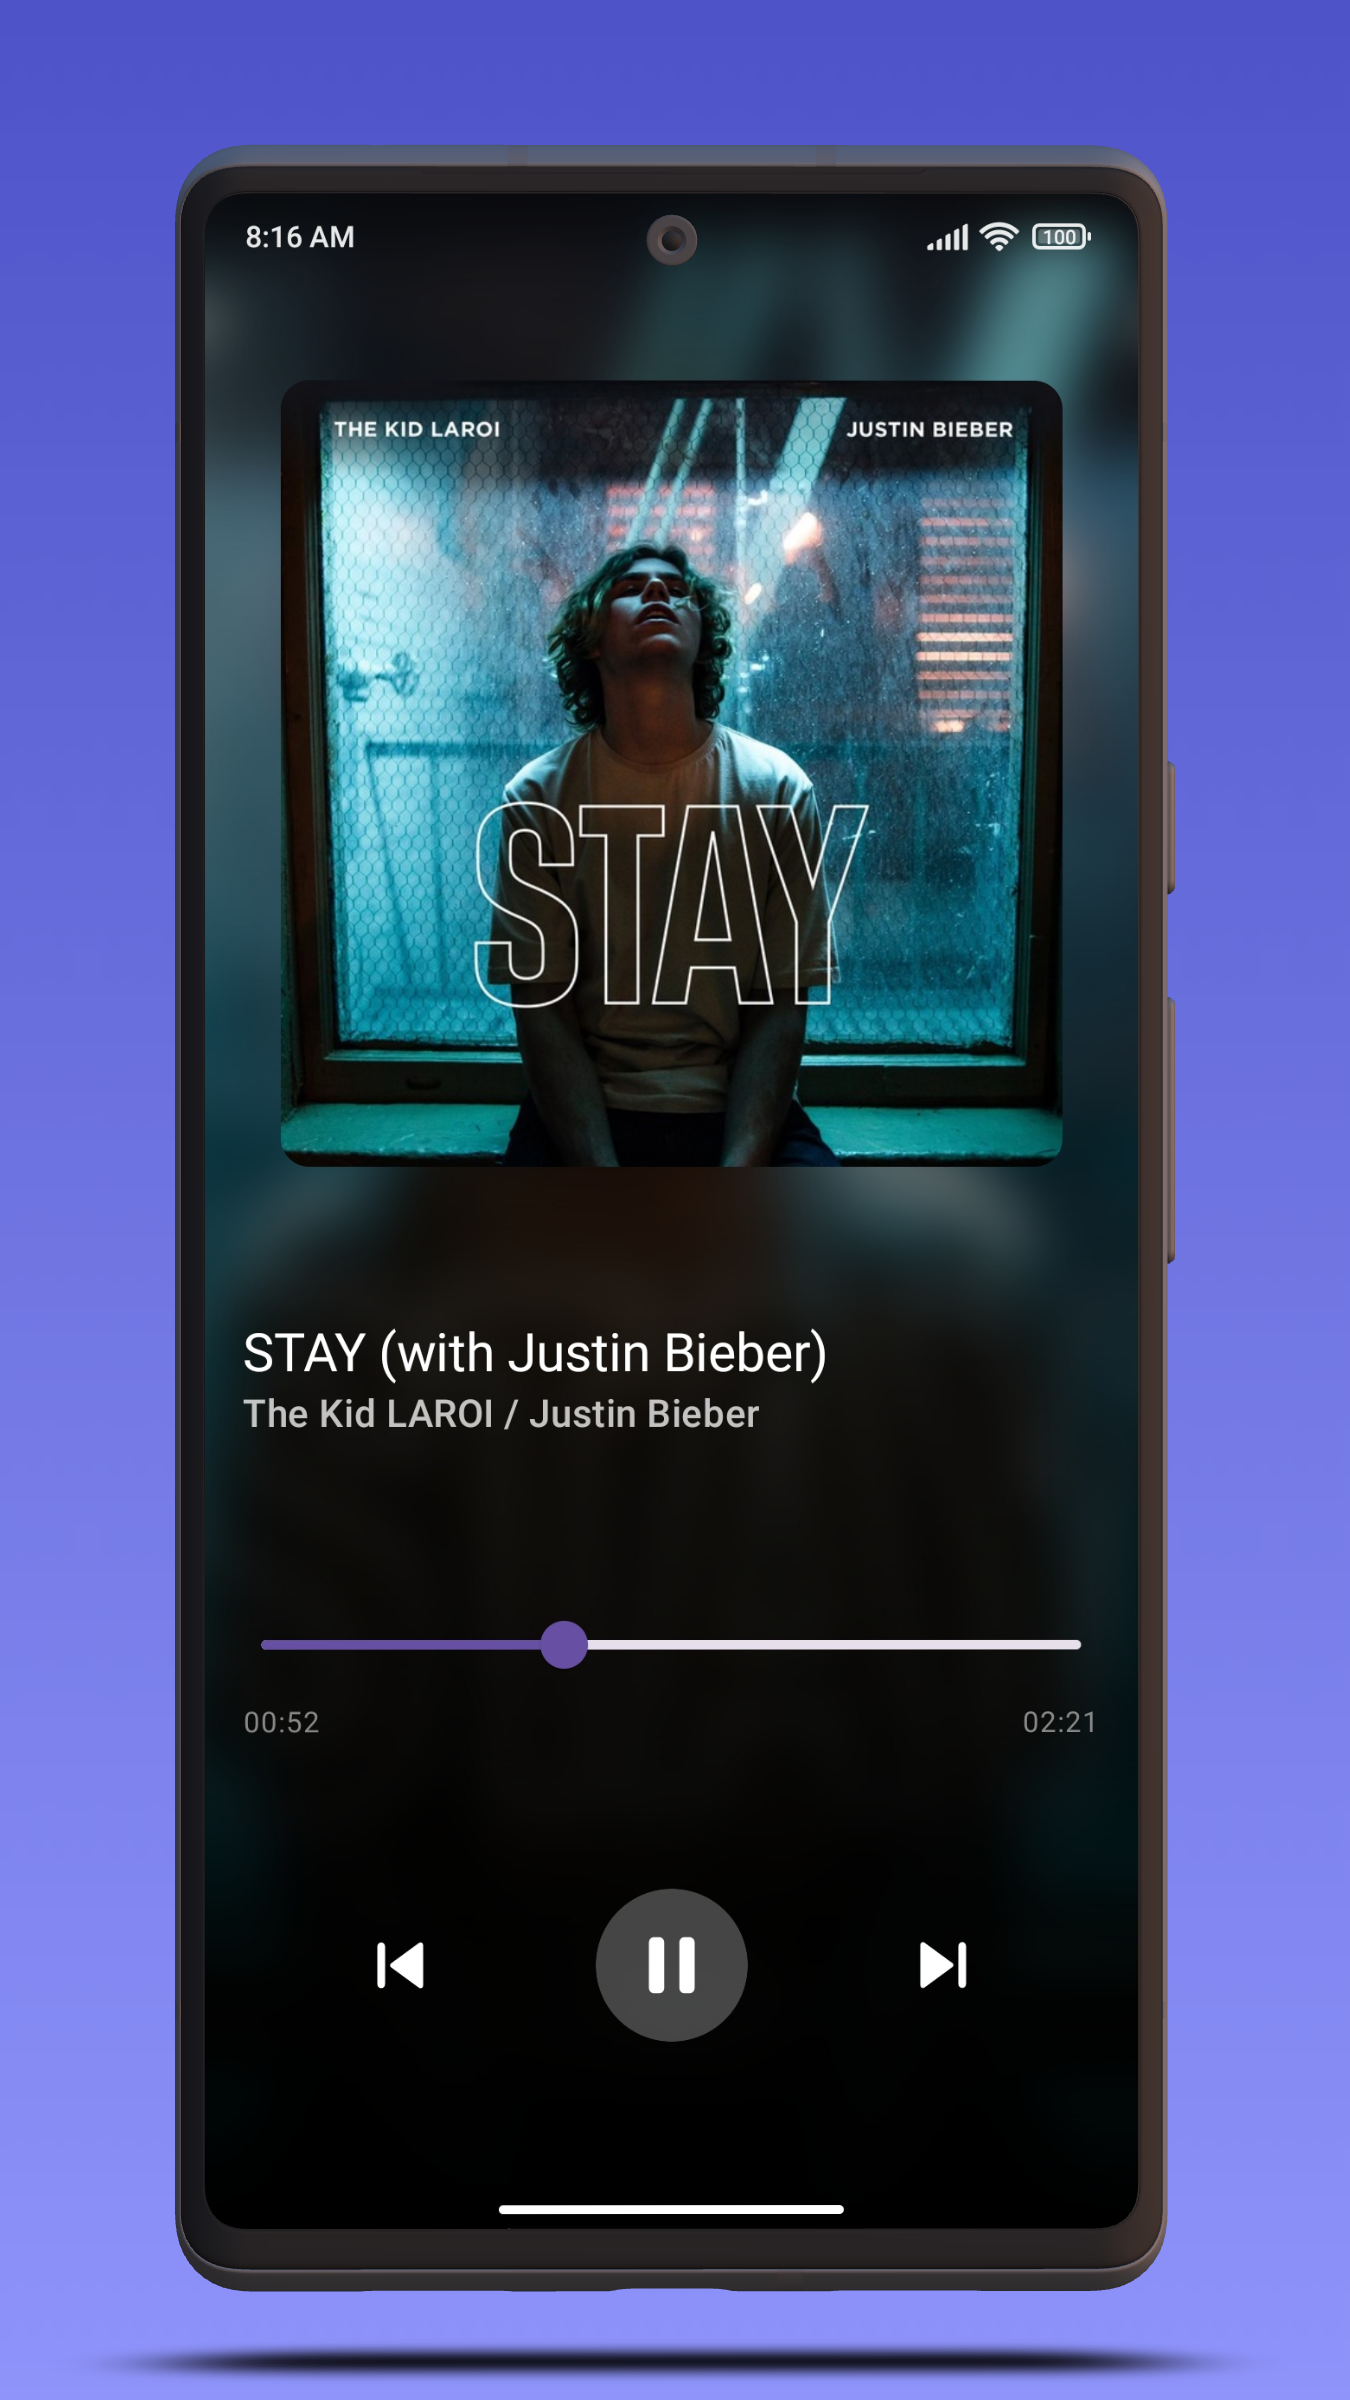 8:16 AM
100
THE KID LAROI
JUSTIN BIEBER
STAY
STAY (with Justin Bieber)
The Kid LAROI / Justin Bieber
00:52
02:21